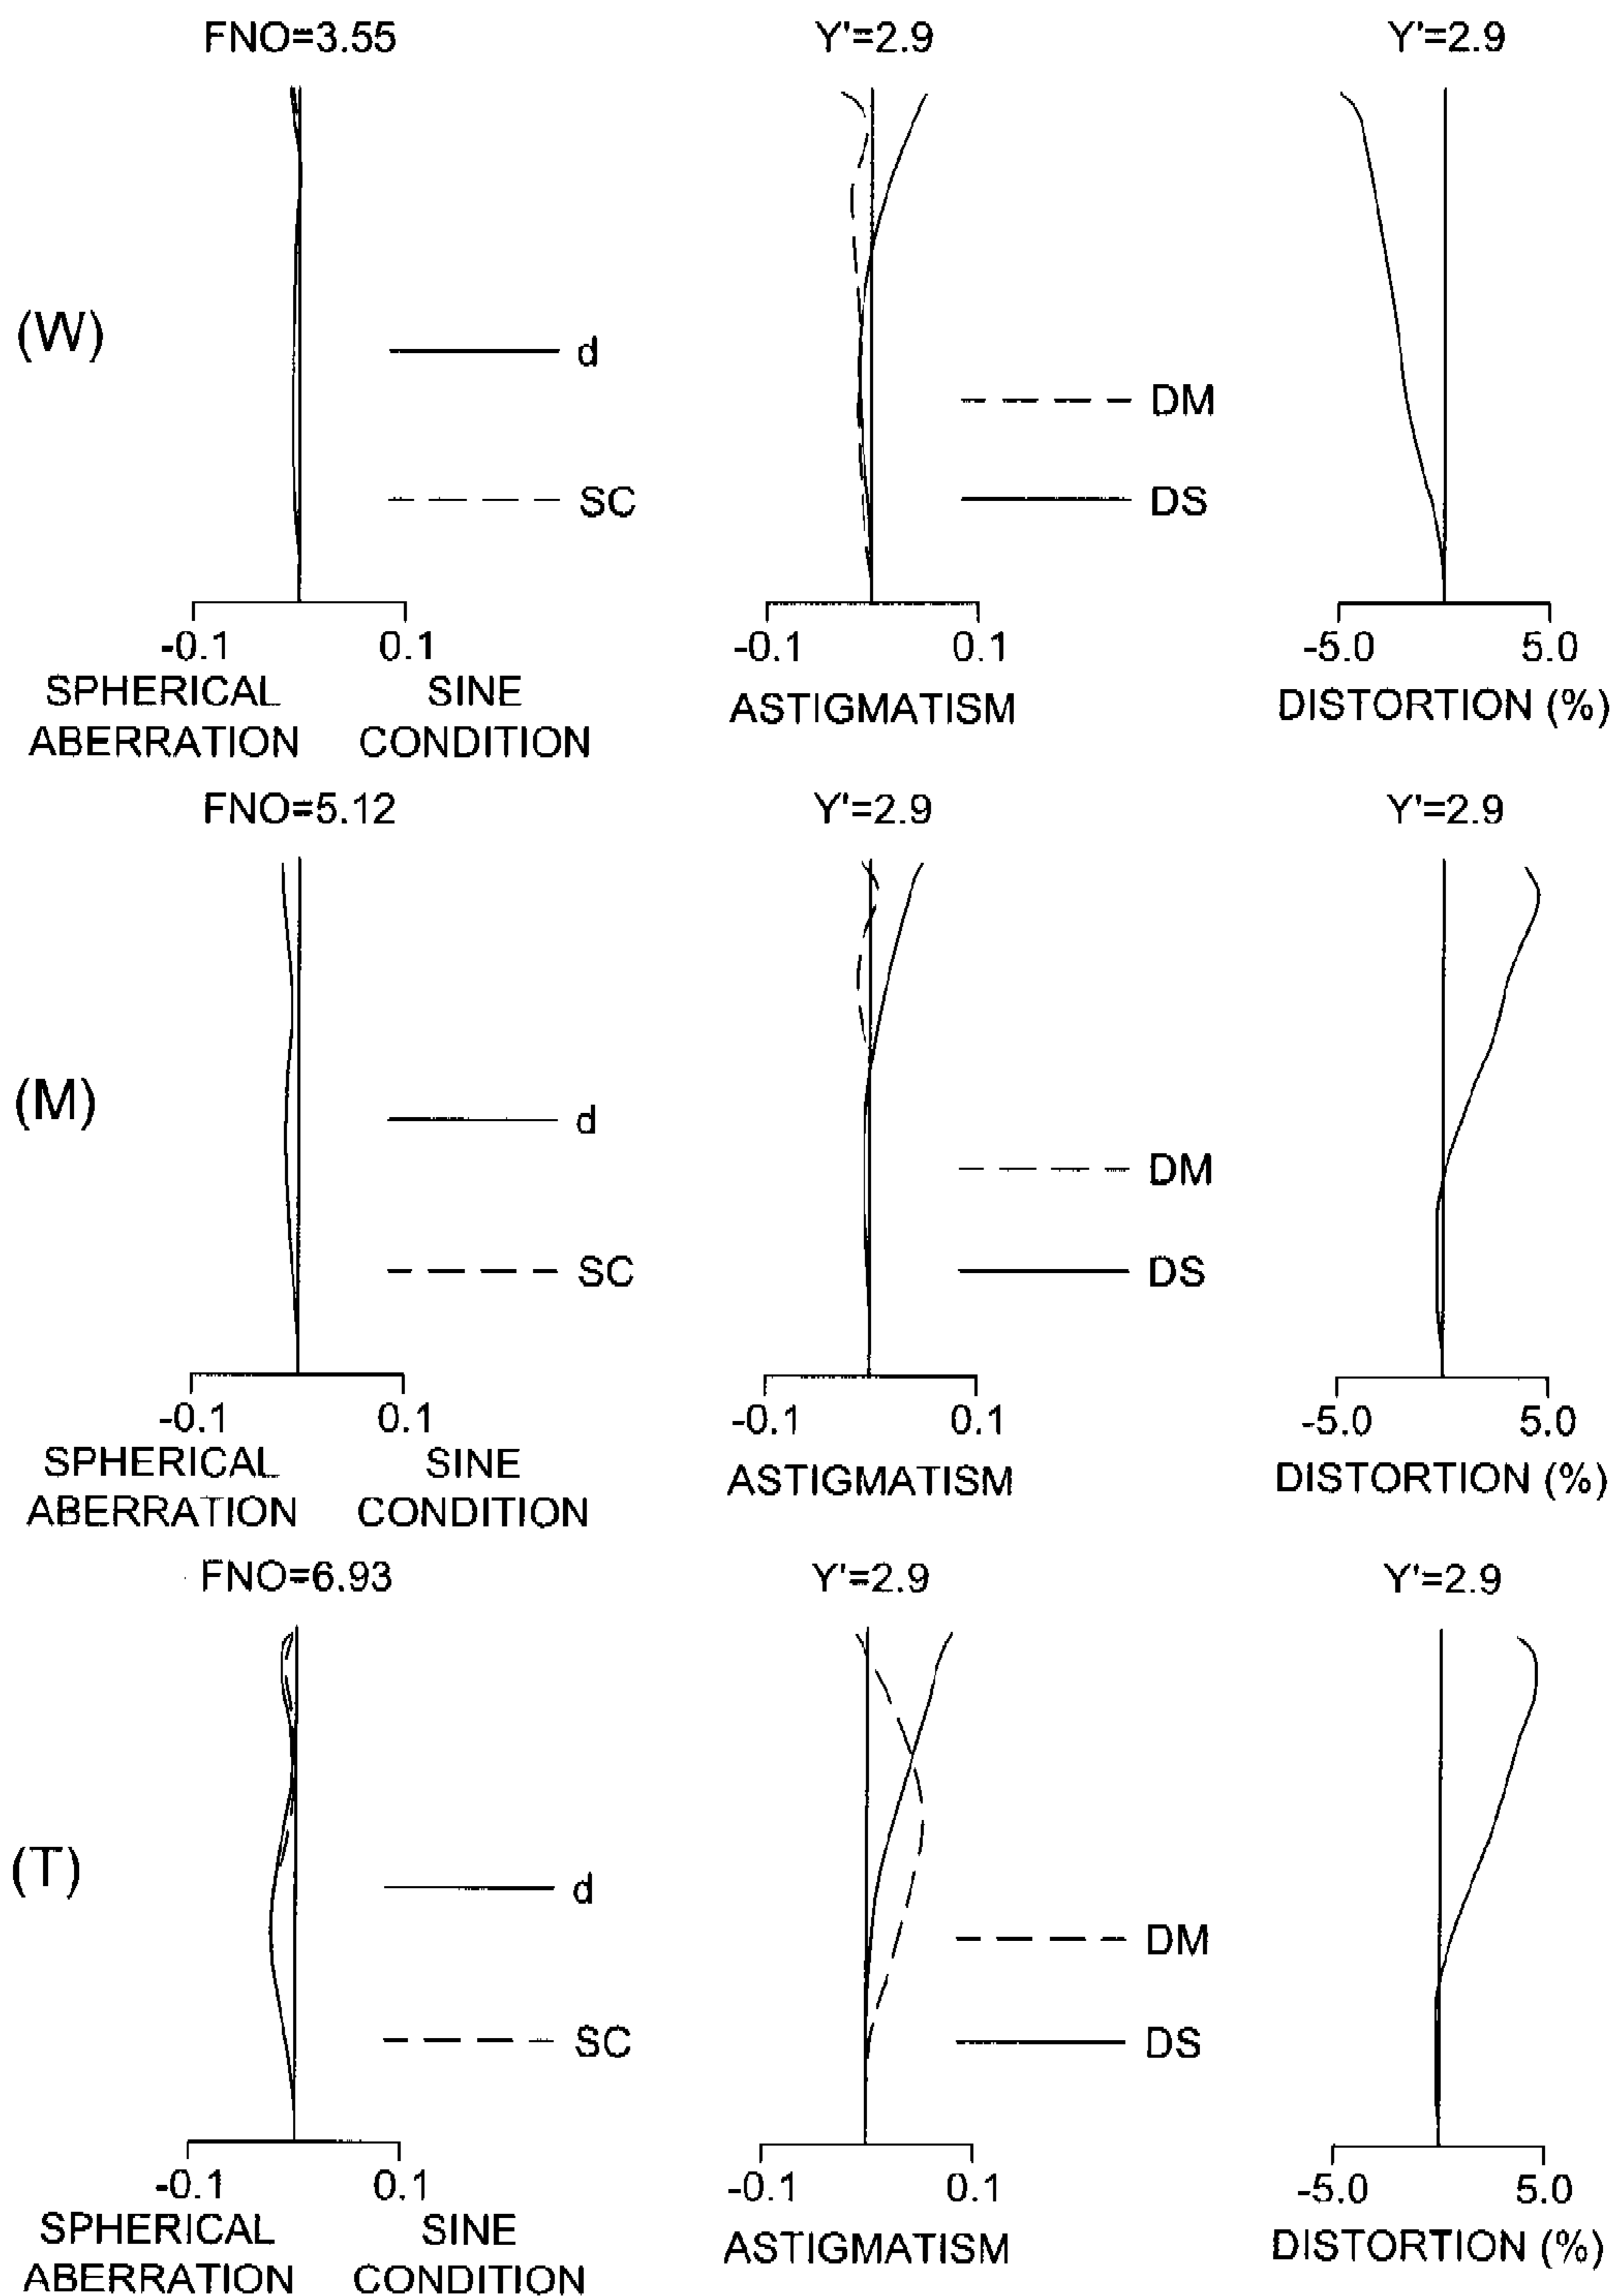 FNO=3.55
Y'=2.9
Y'=2.9
(W)
d
DM
SC
DS
-0.1
0.1
-0.1
0.1
-5.0
5.0
SPHERICAL ABERRATION
SINE CONDITION
ASTIGMATISM
DISTORTION (%)
FNO=5.12
Y'=2.9
Y'=2.9
(M)
d
DM
SC
DS
-0.1
0.1
-0.1
0.1
-5.0
5.0
SPHERICAL ABERRATION
SINE CONDITION
ASTIGMATISM
DISTORTION (%)
FNO=6.93
Y'=2.9
Y'=2.9
(T)
d
DM
SC
DS
-0.1
0.1
-0.1
0.1
-5.0
5.0
SPHERICAL ABERRATION
SINE CONDITION
ASTIGMATISM
DISTORTION (%)